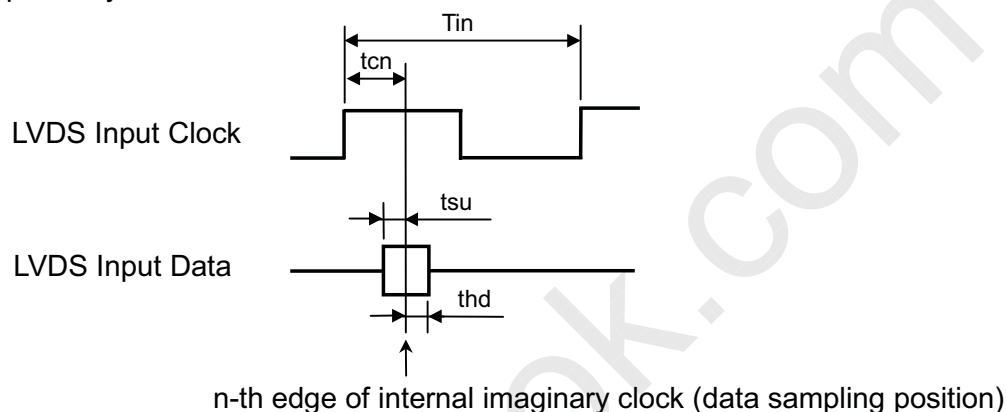 Tin
tcn
LVDS Input Clock
tsu
LVDS Input Data
thd
n-th edge of internal imaginary clock (data sampling position)